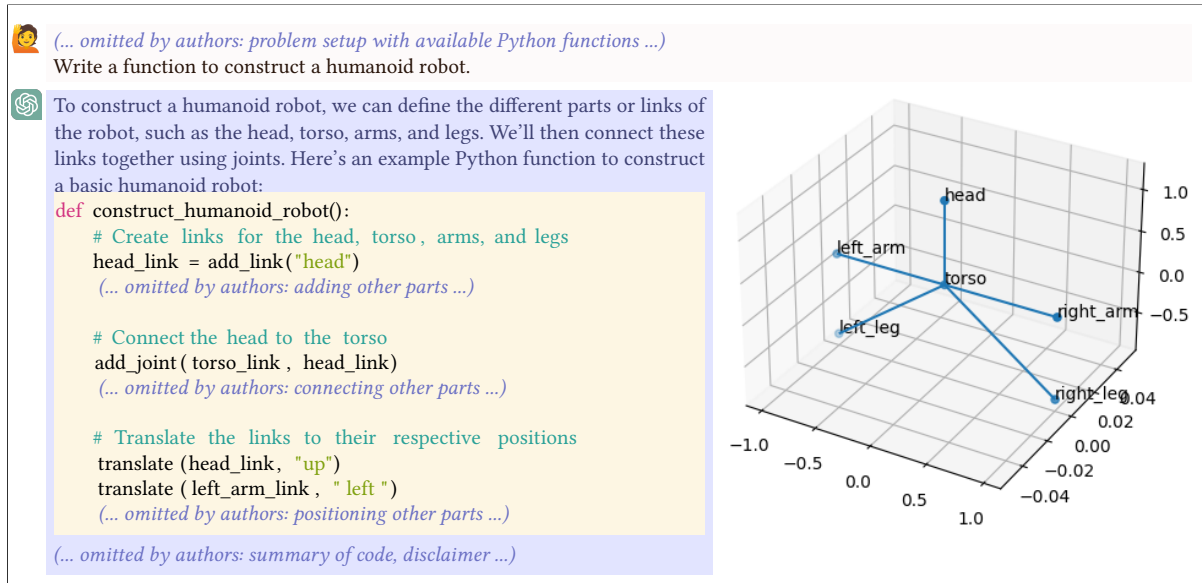 (... omitted by authors: problem setup with available Python functions ...)
Write a function to construct a humanoid robot.
To construct a humanoid robot, we can define the different parts or links of
the robot, such as the head, torso, arms, and legs. We'll then connect these
links together using joints. Here's an example Python function to construct
a basic humanoid robot:
def construct_humanoid_robot():
# Create links for the head, torso, arms, and legs
head_link = add_link("head")
(... omitted by authors: adding other parts ...)
# Connect the head to the torso
add_joint(torso_link, head_link)
(... omitted by authors: connecting other parts ...)
# Translate the links to their respective positions
translate(head_link, "up")
translate(left_arm_link, "left")
(... omitted by authors: positioning other parts ...)
(... omitted by authors: summary of code, disclaimer ...)
head
left_arm
torso
left_leg
right_arm
right_leg
1.0
0.5
0.0
−0.5
0.04
0.02
0.00
−0.02
−0.04
−1.0
−0.5
0.0
0.5
1.0